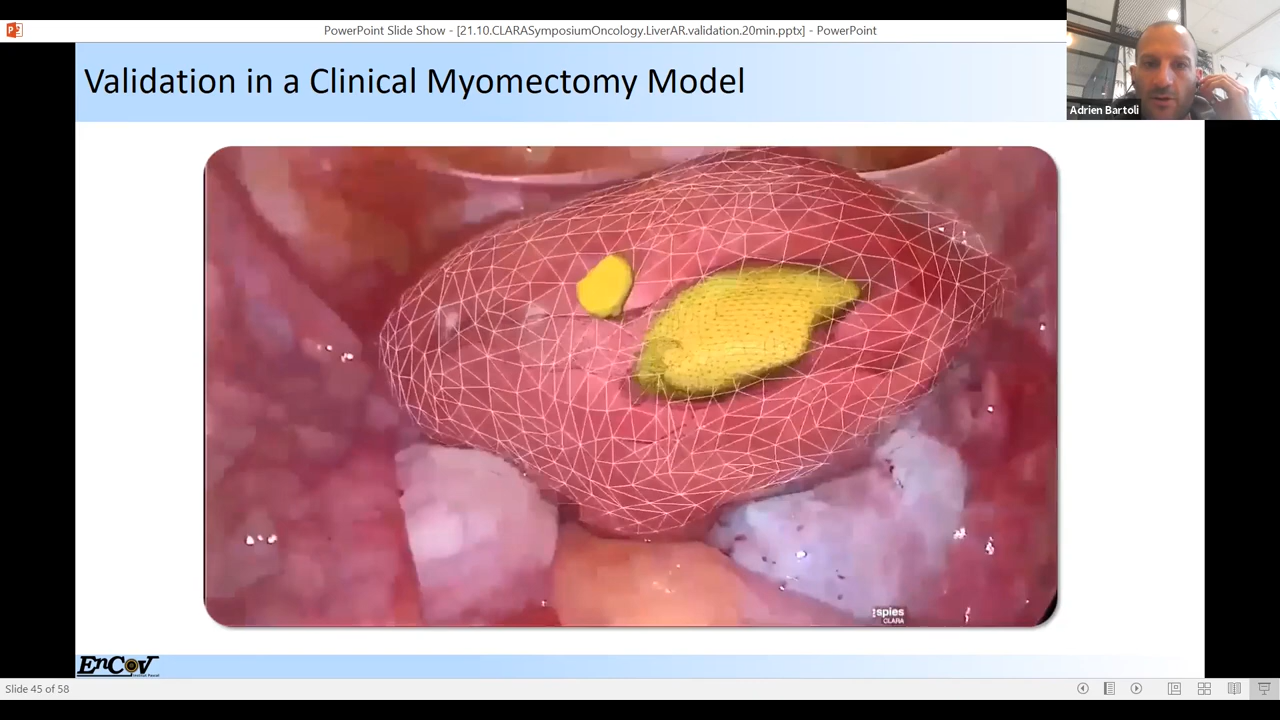 PowerPoint Slide Show - [21.10.CLARASymposiumOncology.LiverAR.validation.20min.pptx] - PowerPoint
Validation in a Clinical Myomectomy Model
Adrien Bartoli
spies
CLARA
EnCoV
Slide 45 of 58